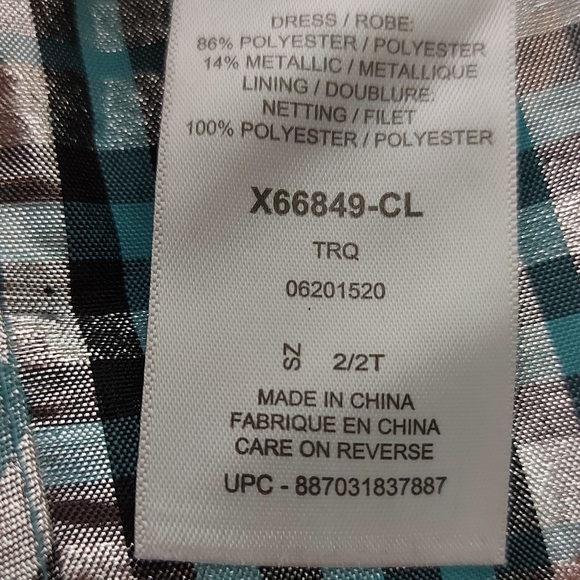 DRESS / ROBE:
86% POLYESTER / POLYESTER
14% METALLIC / METALLIQUE
LINING / DOUBLURE:
NETTING / FILET
100% POLYESTER / POLYESTER
X66849-CL
TRQ
06201520
SZ 2/2T
MADE IN CHINA
FABRIQUE EN CHINA
CARE ON REVERSE
UPC - 887031837887